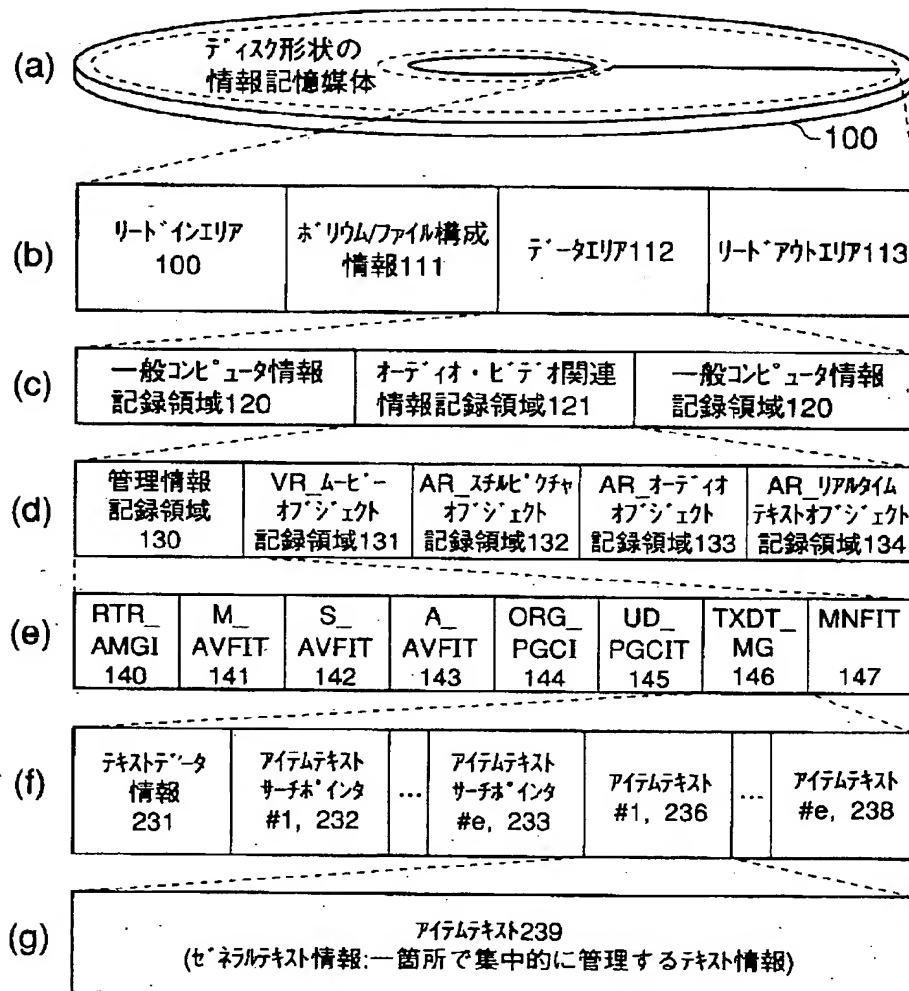 (a)
ディスク形状の
情報記憶媒体
100
(b)
リードインエリア
100
ボリウム/ファイル構成
情報111
データエリア112
リードアウトエリア113
(c)
一般コンピュータ情報
記録領域120
オーディオ・ビデオ関連
情報記録領域121
一般コンピュータ情報
記録領域120
(d)
管理情報
記録領域
130
VR_ムービー
オブジェクト
記録領域131
AR_スチルピクチャ
オブジェクト
記録領域132
AR_オーディオ
オブジェクト
記録領域133
AR_リアルタイム
テキストオブジェクト
記録領域134
(e)
RTR_
AMGI
140
M_
AVFIT
141
S_
AVFIT
142
A_
AVFIT
143
ORG_
PGCI
144
UD_
PGCIT
145
TXDT_
MG
146
MNFIT
147
(f)
テキストデータ
情報
231
アイテムテキスト
サーチポインタ
#1, 232
...
アイテムテキスト
サーチポインタ
#e, 233
アイテムテキスト
#1, 236
...
アイテムテキスト
#e, 238
(g)
アイテムテキスト239
(ゼネラルテキスト情報:一箇所で集中的に管理するテキスト情報)